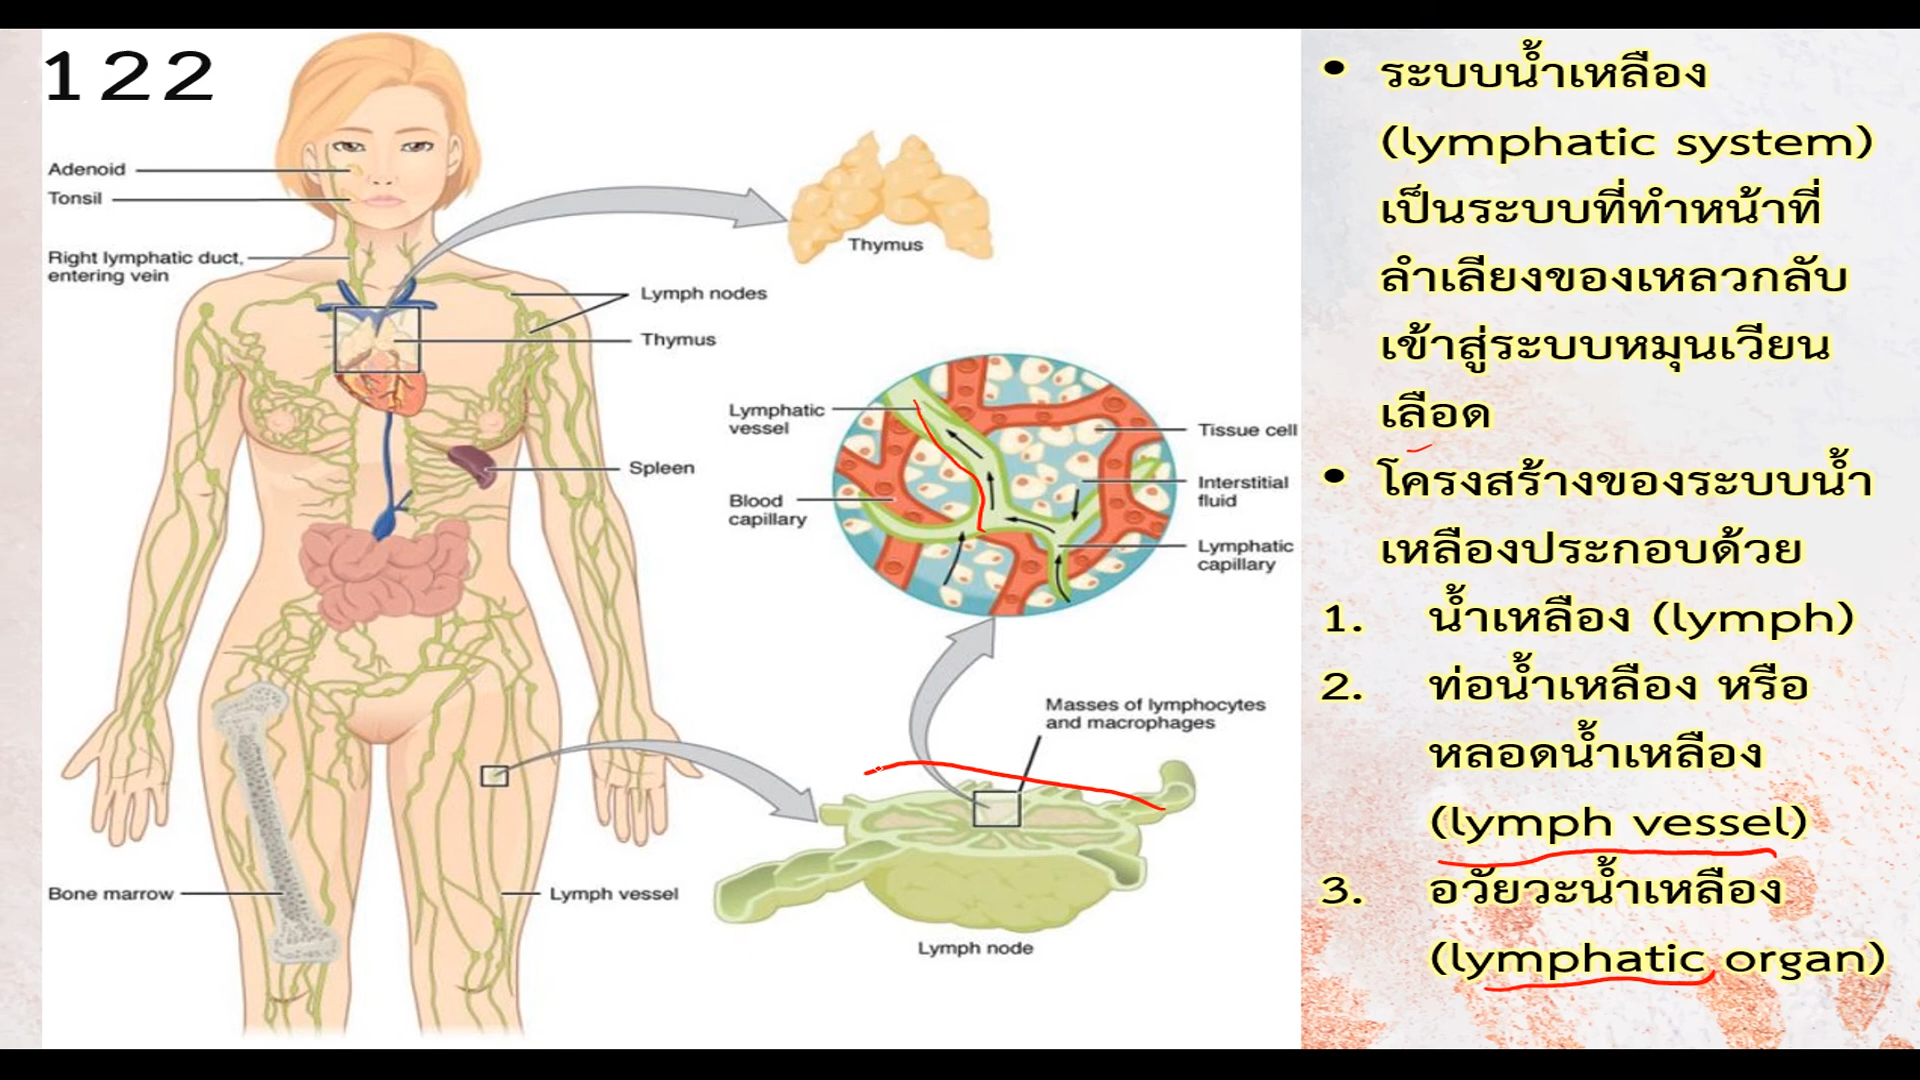 122
Adenoid
Tonsil
Right lymphatic duct,
entering vein
Thymus
Lymph nodes
Thymus
Lymphatic
vessel
Tissue cell
Spleen
Interstitial
fluid
Blood
capillary
Lymphatic
capillary
Masses of lymphocytes
and macrophages
Bone marrow
Lymph vessel
Lymph node
• ระบบน้ำเหลือง
(lymphatic system)
เป็นระบบที่ทำหน้าที่
ลำเลียงของเหลวกลับ
เข้าสู่ระบบหมุนเวียน
เลือด
• โครงสร้างของระบบน้ำ
เหลืองประกอบด้วย
1. น้ำเหลือง (lymph)
2. ท่อน้ำเหลือง หรือ
หลอดน้ำเหลือง
(lymph vessel)
3. อวัยวะน้ำเหลือง
(lymphatic organ)